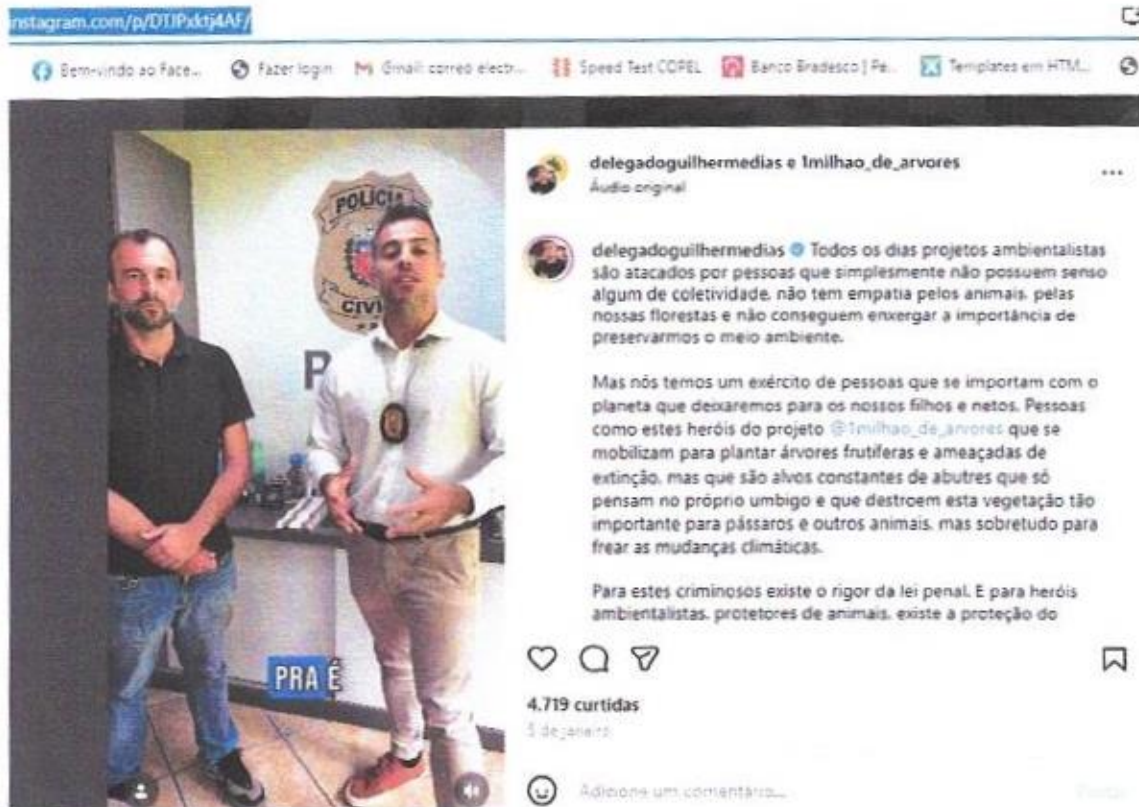 instagram.com/p/DTJPxktj4AF/
Bem-vindo ao Face...
Fazer login
Gmail: correo electr...
Speed Test COPEL
Banco Bradesco | Pe...
Templates em HTM...
delegadoguilhermedias e 1milhao_de_arvores
Áudio original
delegadoguilhermedias Todos os dias projetos ambientalistas
são atacados por pessoas que simplesmente não possuem senso
algum de coletividade, não tem empatia pelos animais, pelas
nossas florestas e não conseguem enxergar a importância de
preservarmos o meio ambiente.
Mas nós temos um exército de pessoas que se importam com o
planeta que deixaremos para os nossos filhos e netos. Pessoas
como estes heróis do projeto @1milhao_de_arvores que se
mobilizam para plantar árvores frutíferas e ameaçadas de
extinção, mas que são alvos constantes de abutres que só
pensam no próprio umbigo e que destroem esta vegetação tão
importante para pássaros e outros animais, mas sobretudo para
frear as mudanças climáticas.
Para estes criminosos existe o rigor da lei penal. E para heróis
ambientalistas, protetores de animais, existe a proteção do
POLICIA
CIV
P
PRA É
4.719 curtidas
5 de janeiro
Adicione um comentário...